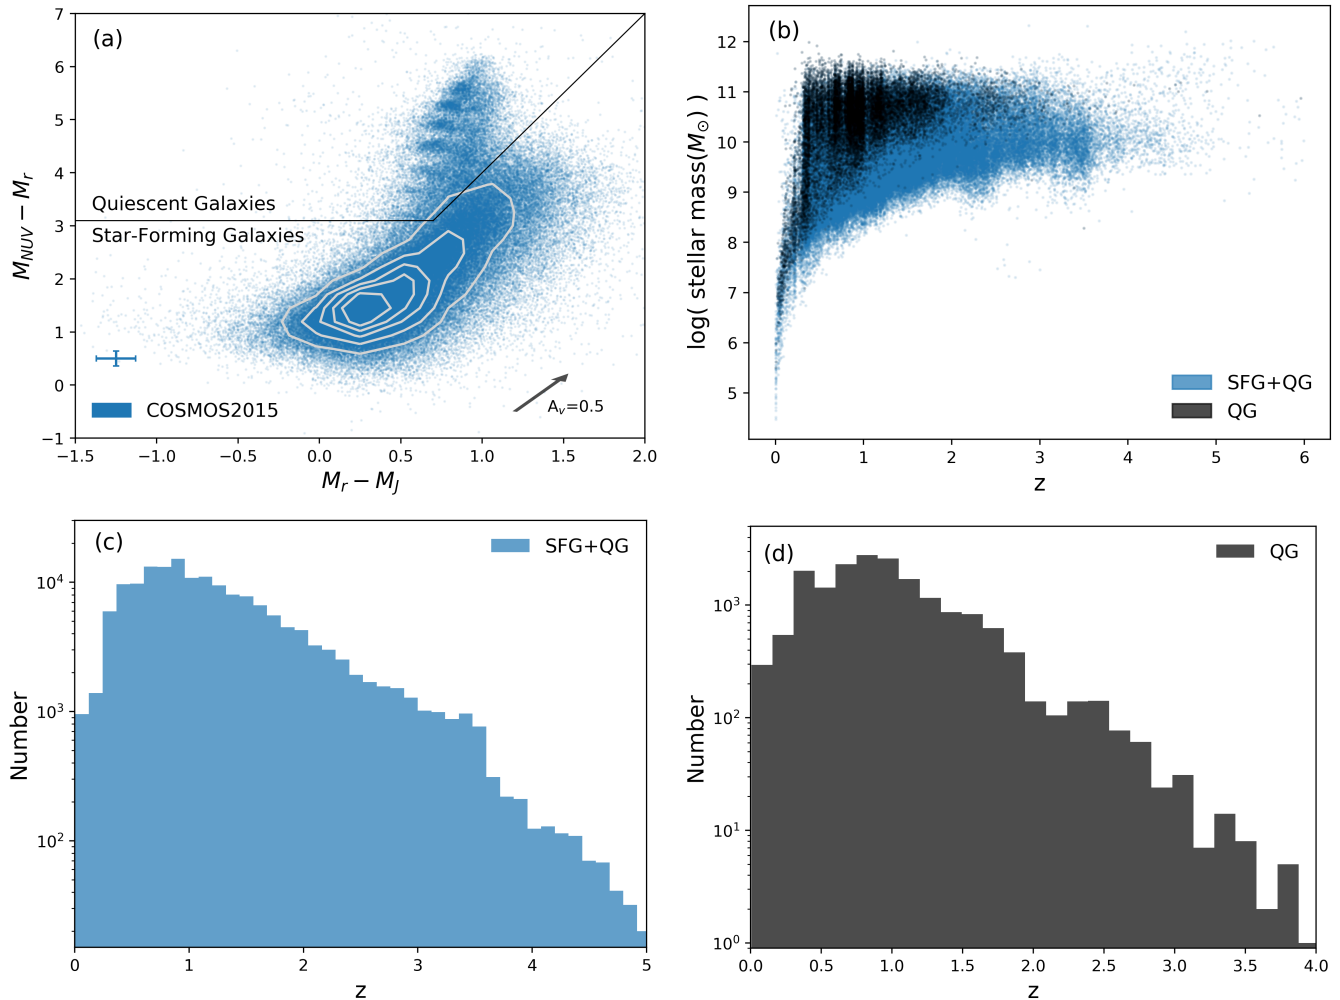 (a)
7
6
5
4
3
2
1
0
−1
M_NUV − M_r
Quiescent Galaxies
Star-Forming Galaxies
COSMOS2015
A_v=0.5
−1.5 −1.0 −0.5 0.0 0.5 1.0 1.5 2.0
M_r − M_J
(b)
12
11
10
9
8
7
6
5
log( stellar mass(M_⊙) )
SFG+QG
QG
0 1 2 3 4 5 6
z
(c)
SFG+QG
10^4
10^3
10^2
Number
0 1 2 3 4 5
z
(d)
QG
10^3
10^2
10^1
10^0
Number
0.0 0.5 1.0 1.5 2.0 2.5 3.0 3.5 4.0
z